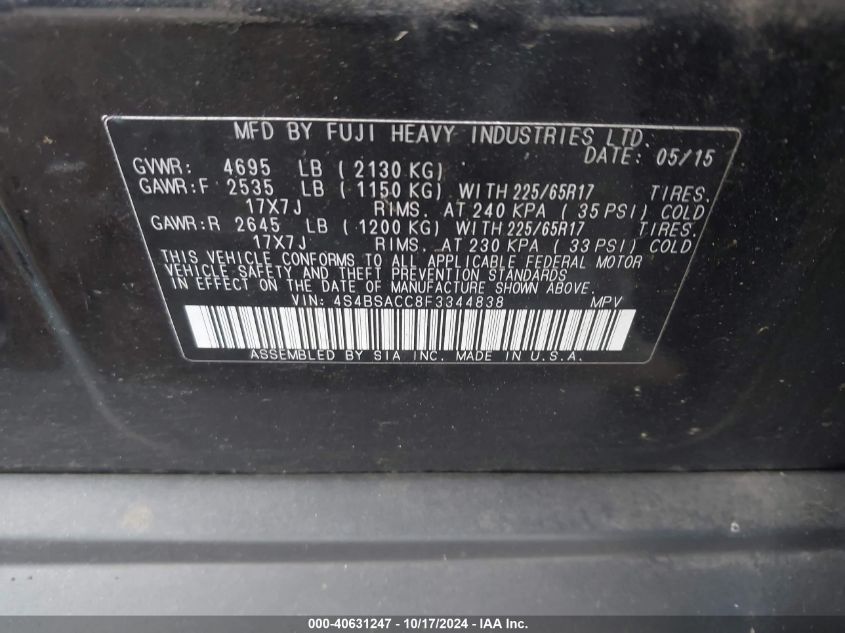 MFD BY FUJI HEAVY INDUSTRIES LTD.
DATE: 05/15
GVWR: 4695 LB ( 2130 KG)
GAWR:F 2535 LB ( 1150 KG) WITH 225/65R17 TIRES.
17X7J RIMS. AT 240 KPA ( 35 PSI) COLD
GAWR:R 2645 LB ( 1200 KG) WITH 225/65R17 TIRES.
17X7J RIMS. AT 230 KPA ( 33 PSI) COLD
THIS VEHICLE CONFORMS TO ALL APPLICABLE FEDERAL MOTOR
VEHICLE SAFETY AND THEFT PREVENTION STANDARDS
IN EFFECT ON THE DATE OF MANUFACTURE SHOWN ABOVE.
VIN: 4S4BSACC8F3344838 MPV
ASSEMBLED BY SIA INC. MADE IN U.S.A.
000-40631247 - 10/17/2024 - IAA Inc.